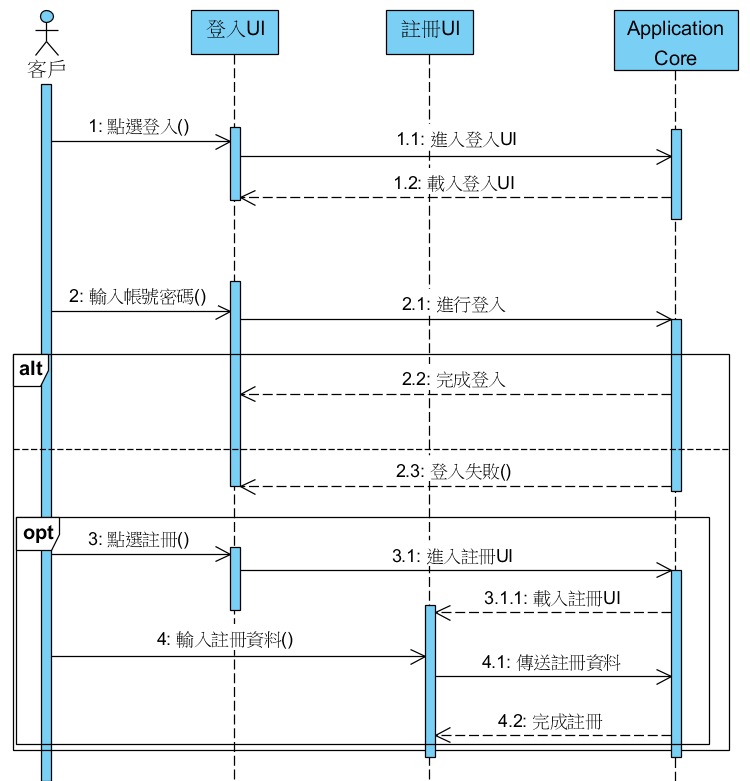 客戶
登入UI
註冊UI
Application
Core
1: 點選登入()
1.1: 進入登入UI
1.2: 載入登入UI
2: 輸入帳號密碼()
2.1: 進行登入
alt
2.2: 完成登入
2.3: 登入失敗()
opt
3: 點選註冊()
3.1: 進入註冊UI
3.1.1: 載入註冊UI
4: 輸入註冊資料()
4.1: 傳送註冊資料
4.2: 完成註冊